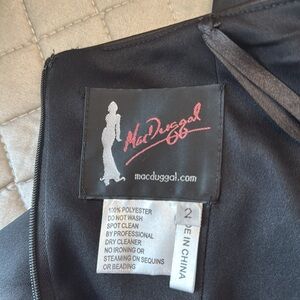 Mac Duggal
macduggal.com
100% POLYESTER
DO NOT WASH
SPOT CLEAN
BY PROFESSIONAL
DRY CLEANER
NO IRONING OR
STEAMING ON SEQUINS
OR BEADING
2
DE IN CHINA